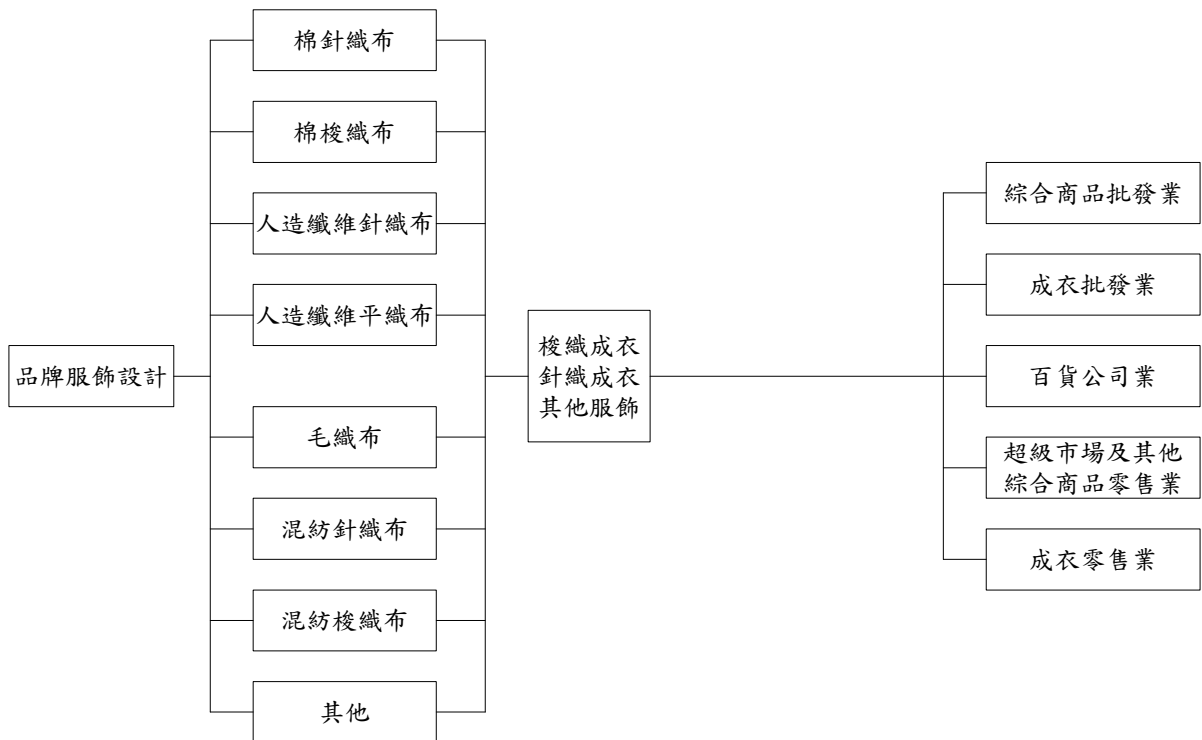 品牌服飾設計
棉針織布
棉梭織布
人造纖維針織布
人造纖維平織布
毛織布
混紡針織布
混紡梭織布
其他
梭織成衣
針織成衣
其他服飾
綜合商品批發業
成衣批發業
百貨公司業
超級市場及其他
綜合商品零售業
成衣零售業